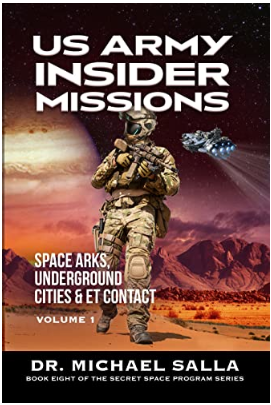 US ARMY
INSIDER
MISSIONS
SPACE ARKS,
UNDERGROUND
CITIES & ET CONTACT
VOLUME 1
DR. MICHAEL SALLA
BOOK EIGHT OF THE SECRET SPACE PROGRAM SERIES